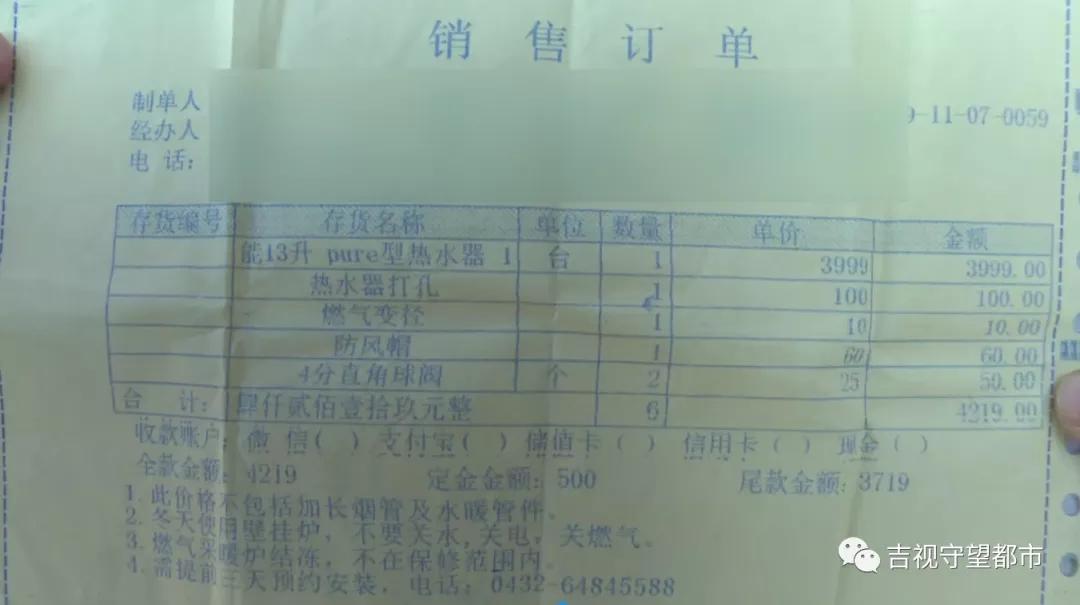 销售订单
制单人
9-11-07-0059
经办人
电 话:
存货编号 存货名称 单位 数量 单价 金额
能13升 pure型热水器 1 台 1 3999 3999.00
热水器打孔 1 100 100.00
燃气变径 1 10 10.00
防风帽 1 60 60.00
4分直角球阀 个 2 25 50.00
合 计: 肆仟贰佰壹拾玖元整 6 4219.00
收款账户: 微 信( ) 支付宝( ) 储值卡( ) 信用卡( ) 现金( )
全款金额: 4219 定金金额: 500 尾款金额: 3719
1. 此价格不包括加长烟管及水暖管件。
2. 冬天使用壁挂炉, 不要关水, 关电, 关燃气。
3. 燃气采暖炉结冻, 不在保修范围内。
4. 需提前三天预约安装, 电话: 0432-64845588
吉视守望都市